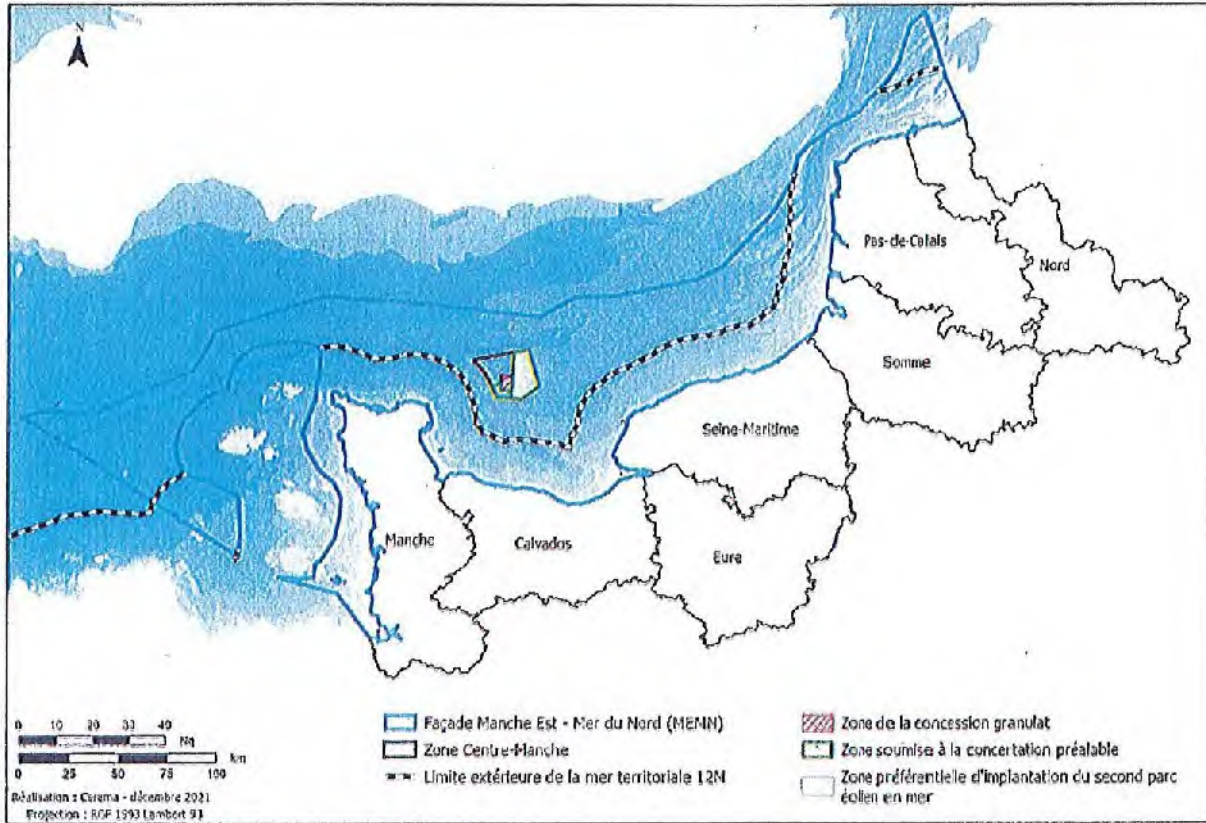 N
Pas-de-Calais
Nord
Somme
Seine-Maritime
Manche
Calvados
Eure
0 10 20 30 40
Nq
0 25 50 75 100
km
Réalisation : Cerema - décembre 2021
Projection : RGF 1993 Lambert 93
Façade Manche Est - Mer du Nord (MEMN)
Zone Centre-Manche
Limite extérieure de la mer territoriale 12N
Zone de la concession granulat
Zone soumise à la concertation préalable
Zone préférentielle d'implantation du second parc
éolien en mer